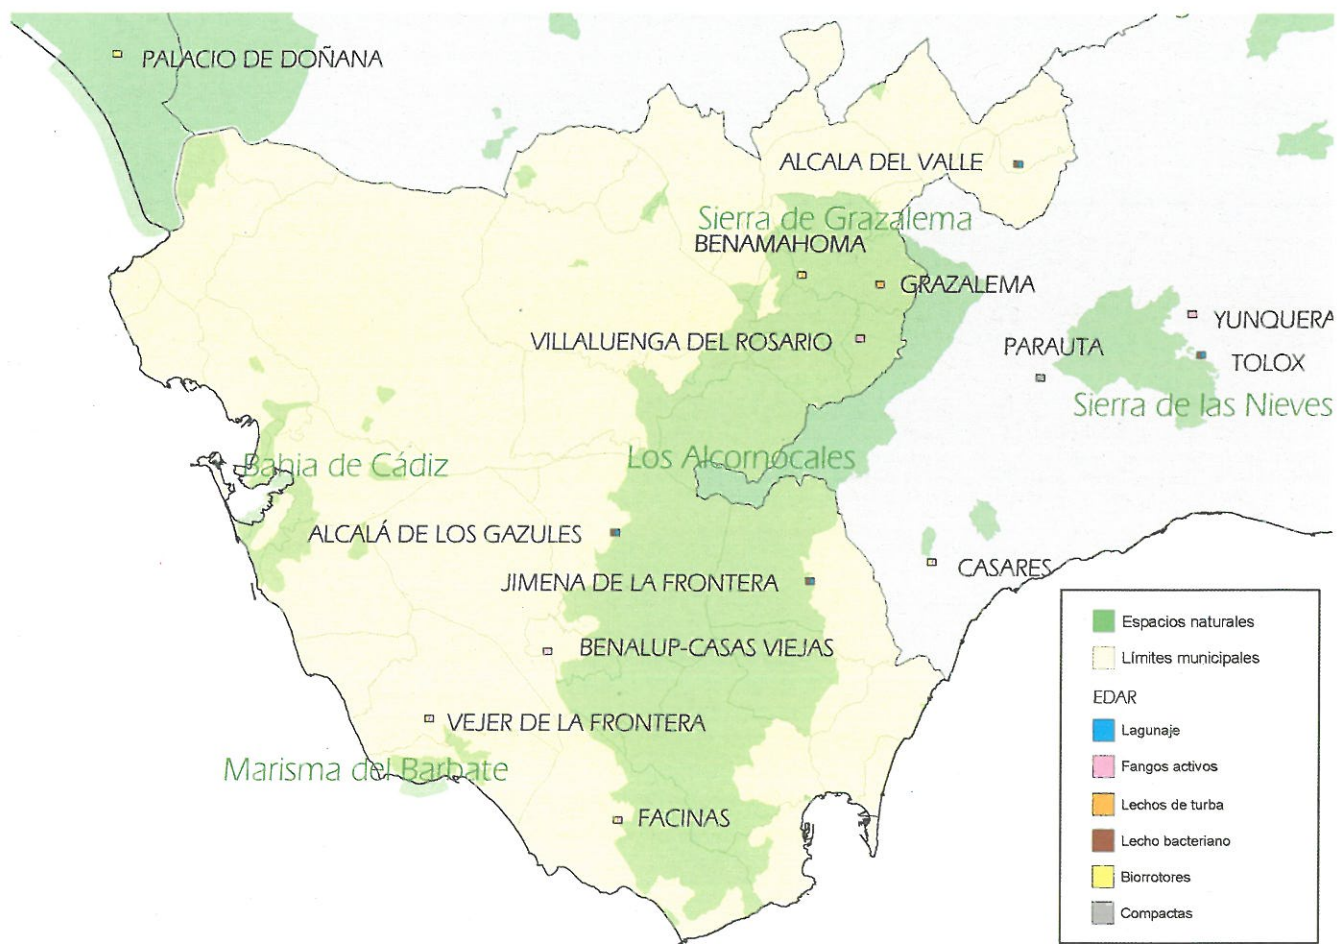 PALACIO DE DOÑANA
ALCALA DEL VALLE
Sierra de Grazalema
BENAMAHOMA
GRAZALEMA
YUNQUERA
VILLALUENGA DEL ROSARIO
PARAUTA
TOLOX
Sierra de las Nieves
Bahia de Cádiz
Los Alcornocales
ALCALÁ DE LOS GAZULES
CASARES
JIMENA DE LA FRONTERA
BENALUP-CASAS VIEJAS
VEJER DE LA FRONTERA
Marisma del Barbate
FACINAS
Espacios naturales
Límites municipales
EDAR
Lagunaje
Fangos activos
Lechos de turba
Lecho bacteriano
Biorrotores
Compactas